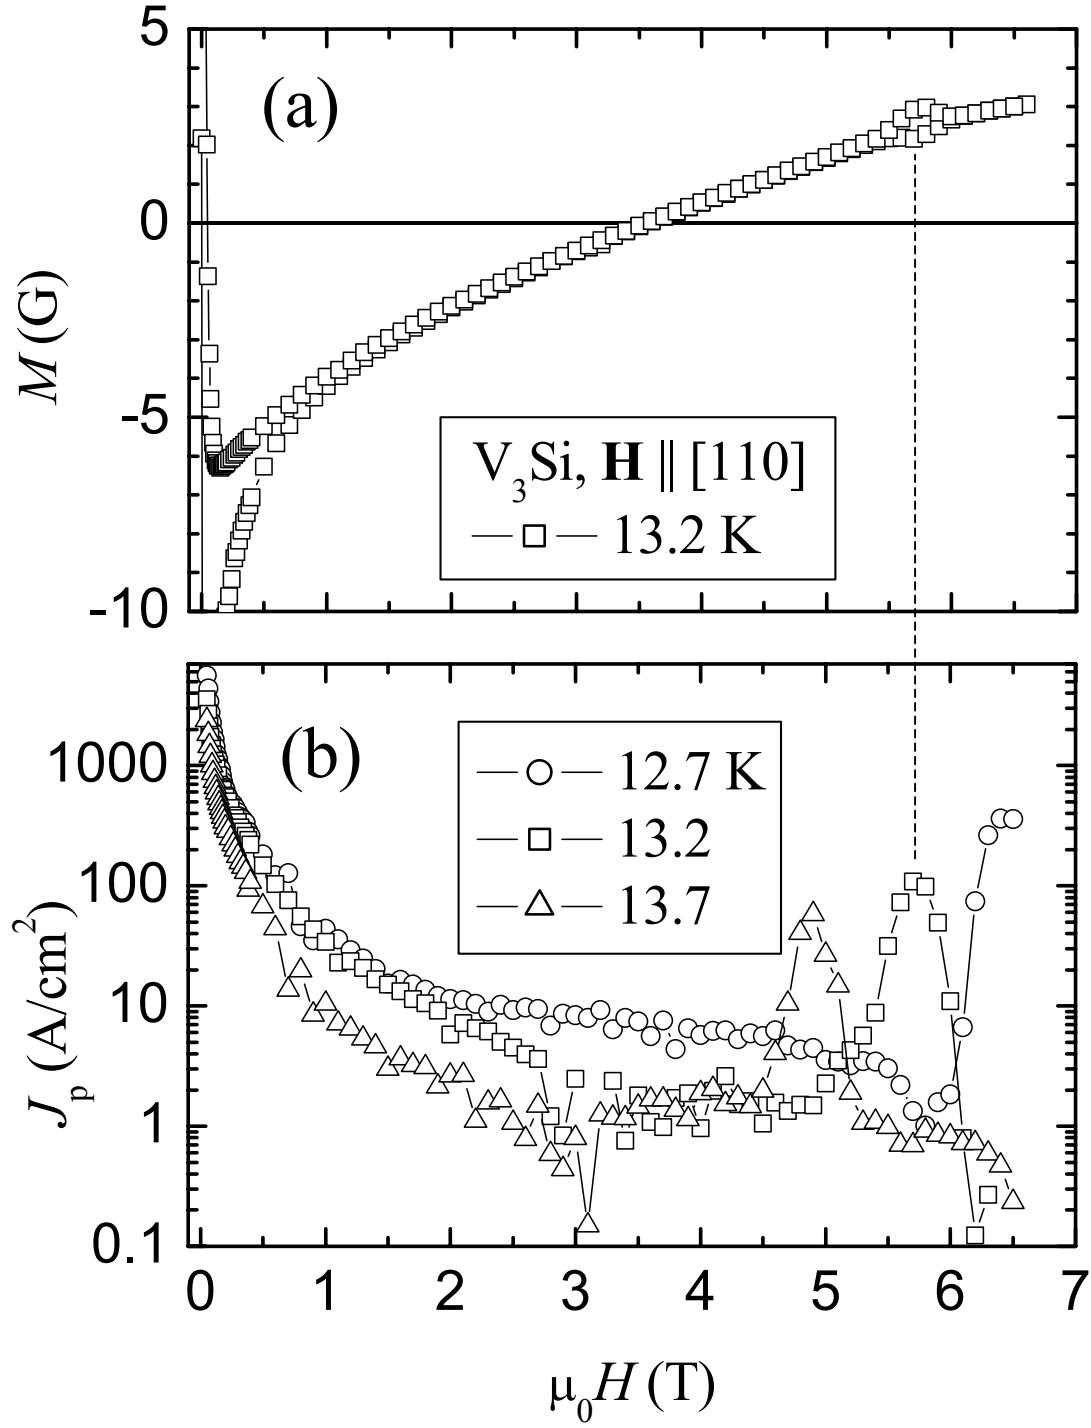 5
(a)
0
M (G)
-5
V₃Si, H || [110]
13.2 K
-10
(b)
12.7 K
13.2
13.7
1000
100
10
1
0.1
Jₚ (A/cm²)
0 1 2 3 4 5 6 7
μ₀H (T)